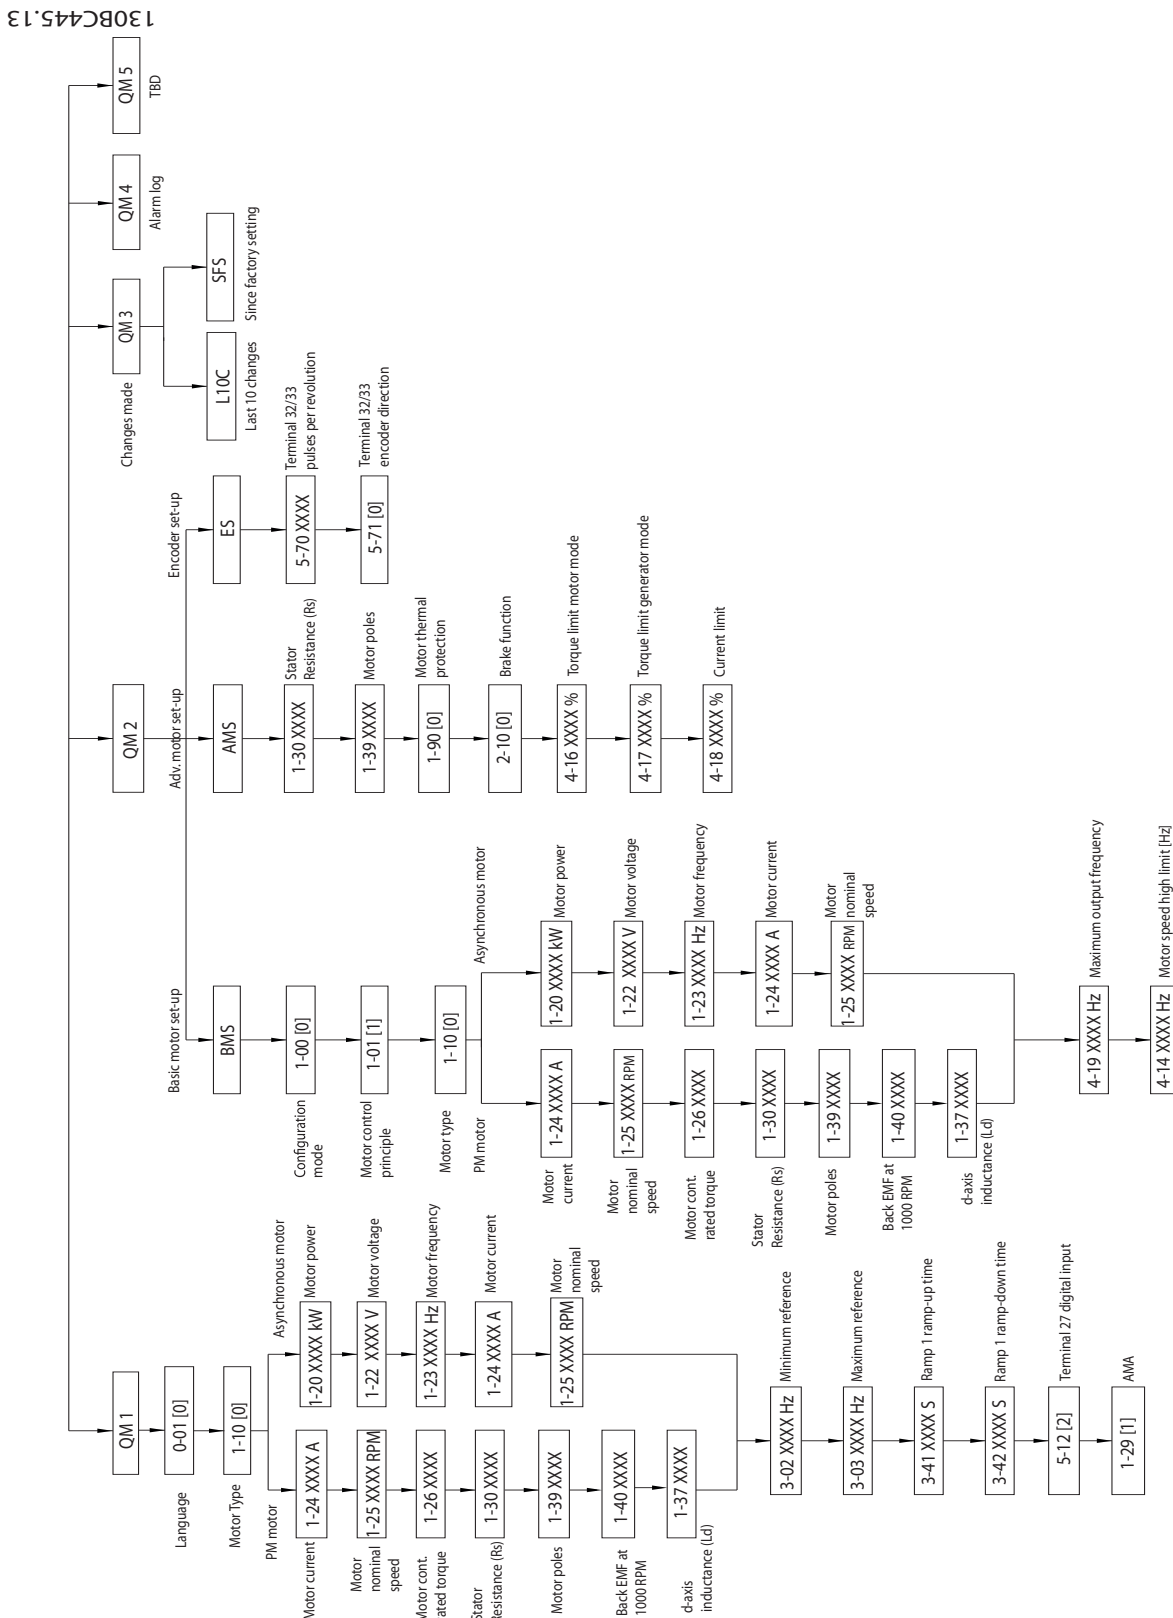 130BC445.13
QM 1
0-01 [0]
Language
1-10 [0]
Motor Type
PM motor
1-24 XXXX A
Motor current
1-25 XXXX RPM
Motor
nominal
speed
1-26 XXXX
Motor cont.
rated torque
1-30 XXXX
Stator
Resistance (Rs)
1-39 XXXX
Motor poles
1-40 XXXX
Back EMF at
1000 RPM
1-37 XXXX
d-axis
inductance (Ld)
Asynchronous motor
1-20 XXXX kW
Motor power
1-22 XXXX V
Motor voltage
1-23 XXXX Hz
Motor frequency
1-24 XXXX A
Motor current
1-25 XXXX RPM
Motor
nominal
speed
3-02 XXXX Hz
Minimum reference
3-03 XXXX Hz
Maximum reference
3-41 XXXX S
Ramp 1 ramp-up time
3-42 XXXX S
Ramp 1 ramp-down time
5-12 [2]
Terminal 27 digital input
1-29 [1]
AMA
QM 2
Basic motor set-up
BMS
1-00 [0]
Configuration
mode
1-01 [1]
Motor control
principle
1-10 [0]
Motor type
PM motor
1-24 XXXX A
Motor
current
1-25 XXXX RPM
Motor
nominal
speed
1-26 XXXX
Motor cont.
rated torque
1-30 XXXX
Stator
Resistance (Rs)
1-39 XXXX
Motor poles
1-40 XXXX
Back EMF at
1000 RPM
1-37 XXXX
d-axis
inductance (Ld)
Asynchronous motor
1-20 XXXX kW
Motor power
1-22 XXXX V
Motor voltage
1-23 XXXX Hz
Motor frequency
1-24 XXXX A
Motor current
1-25 XXXX RPM
Motor
nominal
speed
4-19 XXXX Hz
Maximum output frequency
4-14 XXXX Hz
Motor speed high limit [Hz]
Adv. motor set-up
AMS
1-30 XXXX
Stator
Resistance (Rs)
1-39 XXXX
Motor poles
1-90 [0]
Motor thermal
protection
2-10 [0]
Brake function
4-16 XXXX %
Torque limit motor mode
4-17 XXXX %
Torque limit generator mode
4-18 XXXX %
Current limit
Encoder set-up
ES
5-70 XXXX
Terminal 32/33
pulses per revolution
5-71 [0]
Terminal 32/33
encoder direction
QM 3
Changes made
L10C
Last 10 changes
SFS
Since factory setting
QM 4
Alarm log
QM 5
TBD